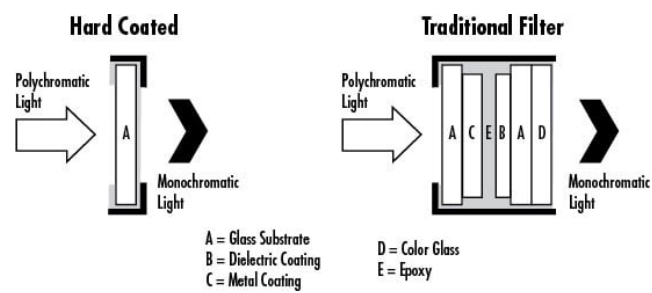 Hard Coated
Traditional Filter
Polychromatic
Light
A
Monochromatic
Light
Polychromatic
Light
A C E B A D
Monochromatic
Light
A = Glass Substrate
B = Dielectric Coating
C = Metal Coating
D = Color Glass
E = Epoxy